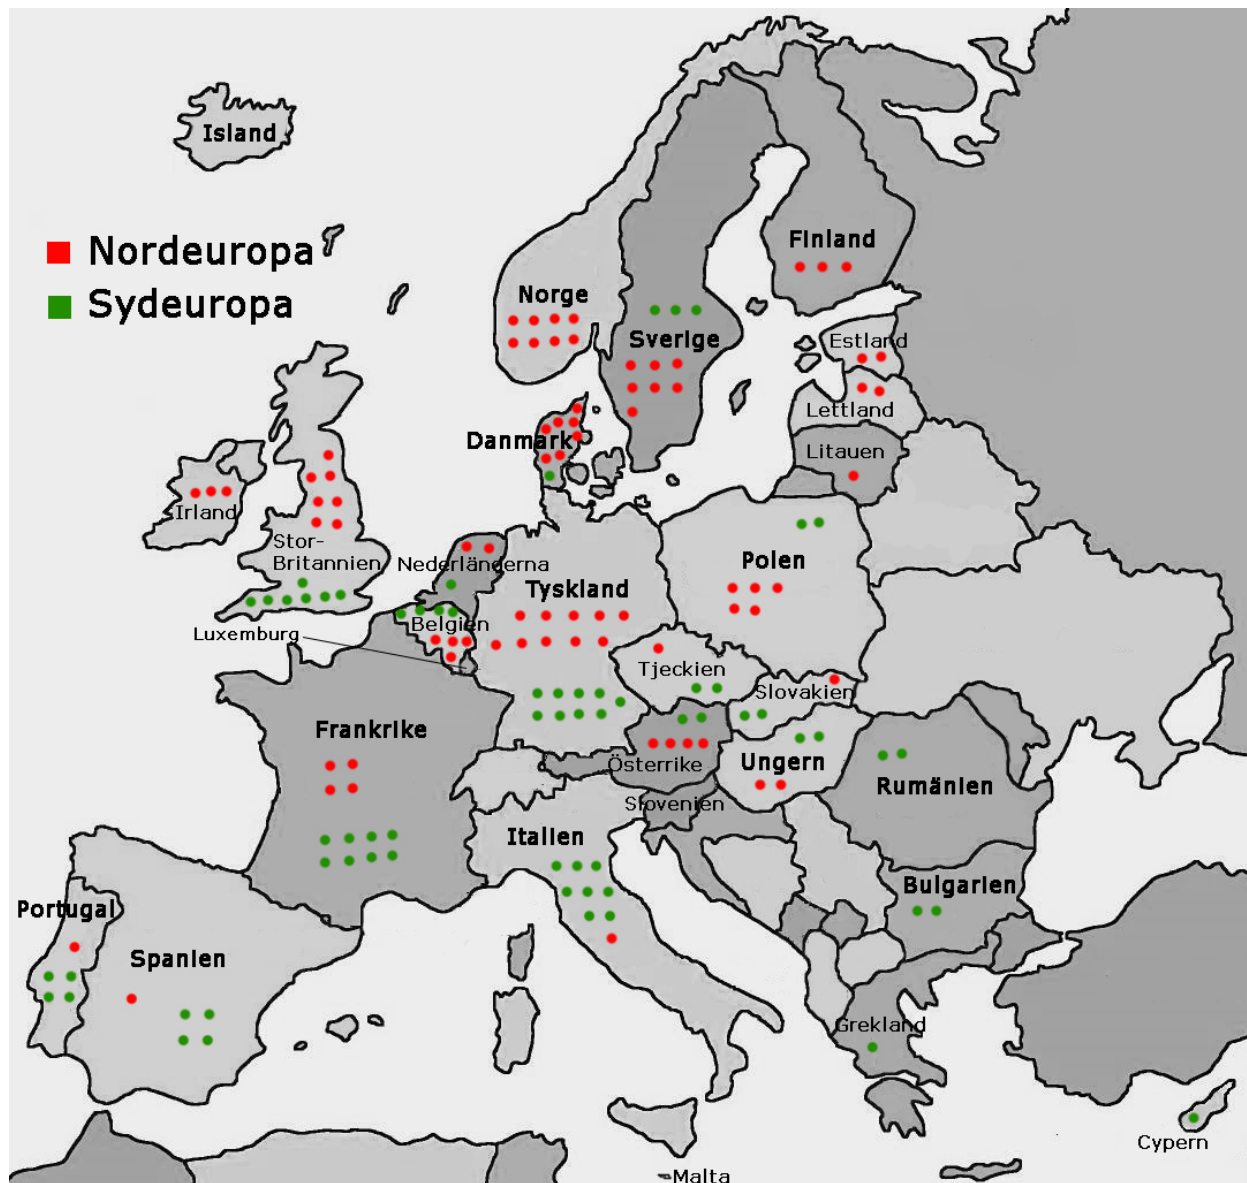 Island
Nordeuropa
Sydeuropa
Finland
Norge
Sverige
Estland
Lettland
Danmark
Litauen
Irland
Stor-
Britannien
Nederländerna
Polen
Tyskland
Belgien
Luxemburg
Tjeckien
Slovakien
Frankrike
Österrike
Ungern
Rumänien
Slovenien
Italien
Bulgarien
Portugal
Spanien
Grekland
Cypern
Malta